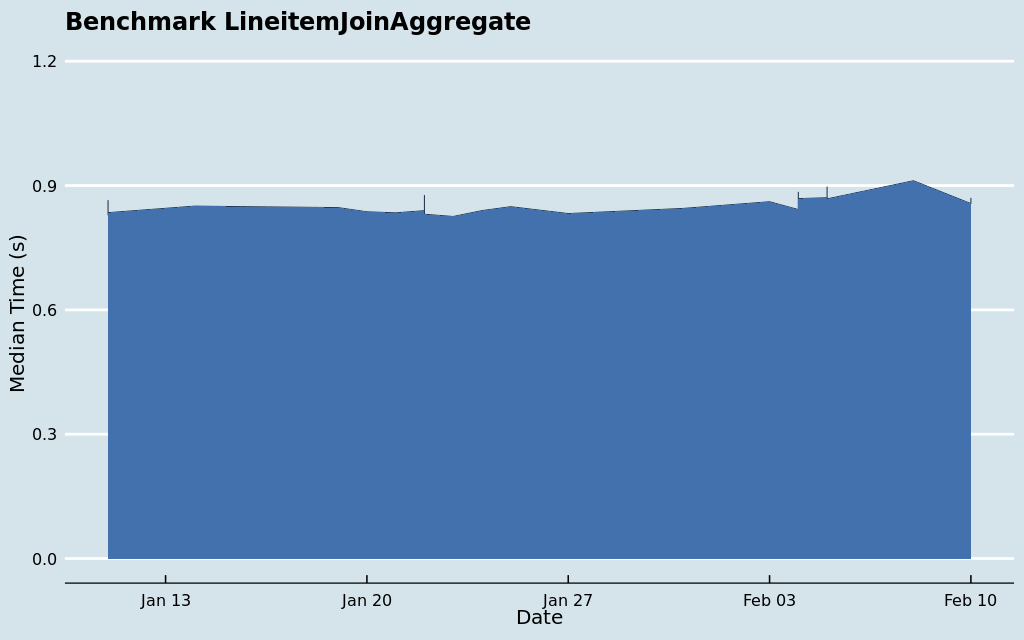 Benchmark LineitemJoinAggregate
1.2
0.9
0.6
0.3
0.0
Median Time (s)
Jan 13 Jan 20 Jan 27 Feb 03 Feb 10
Date